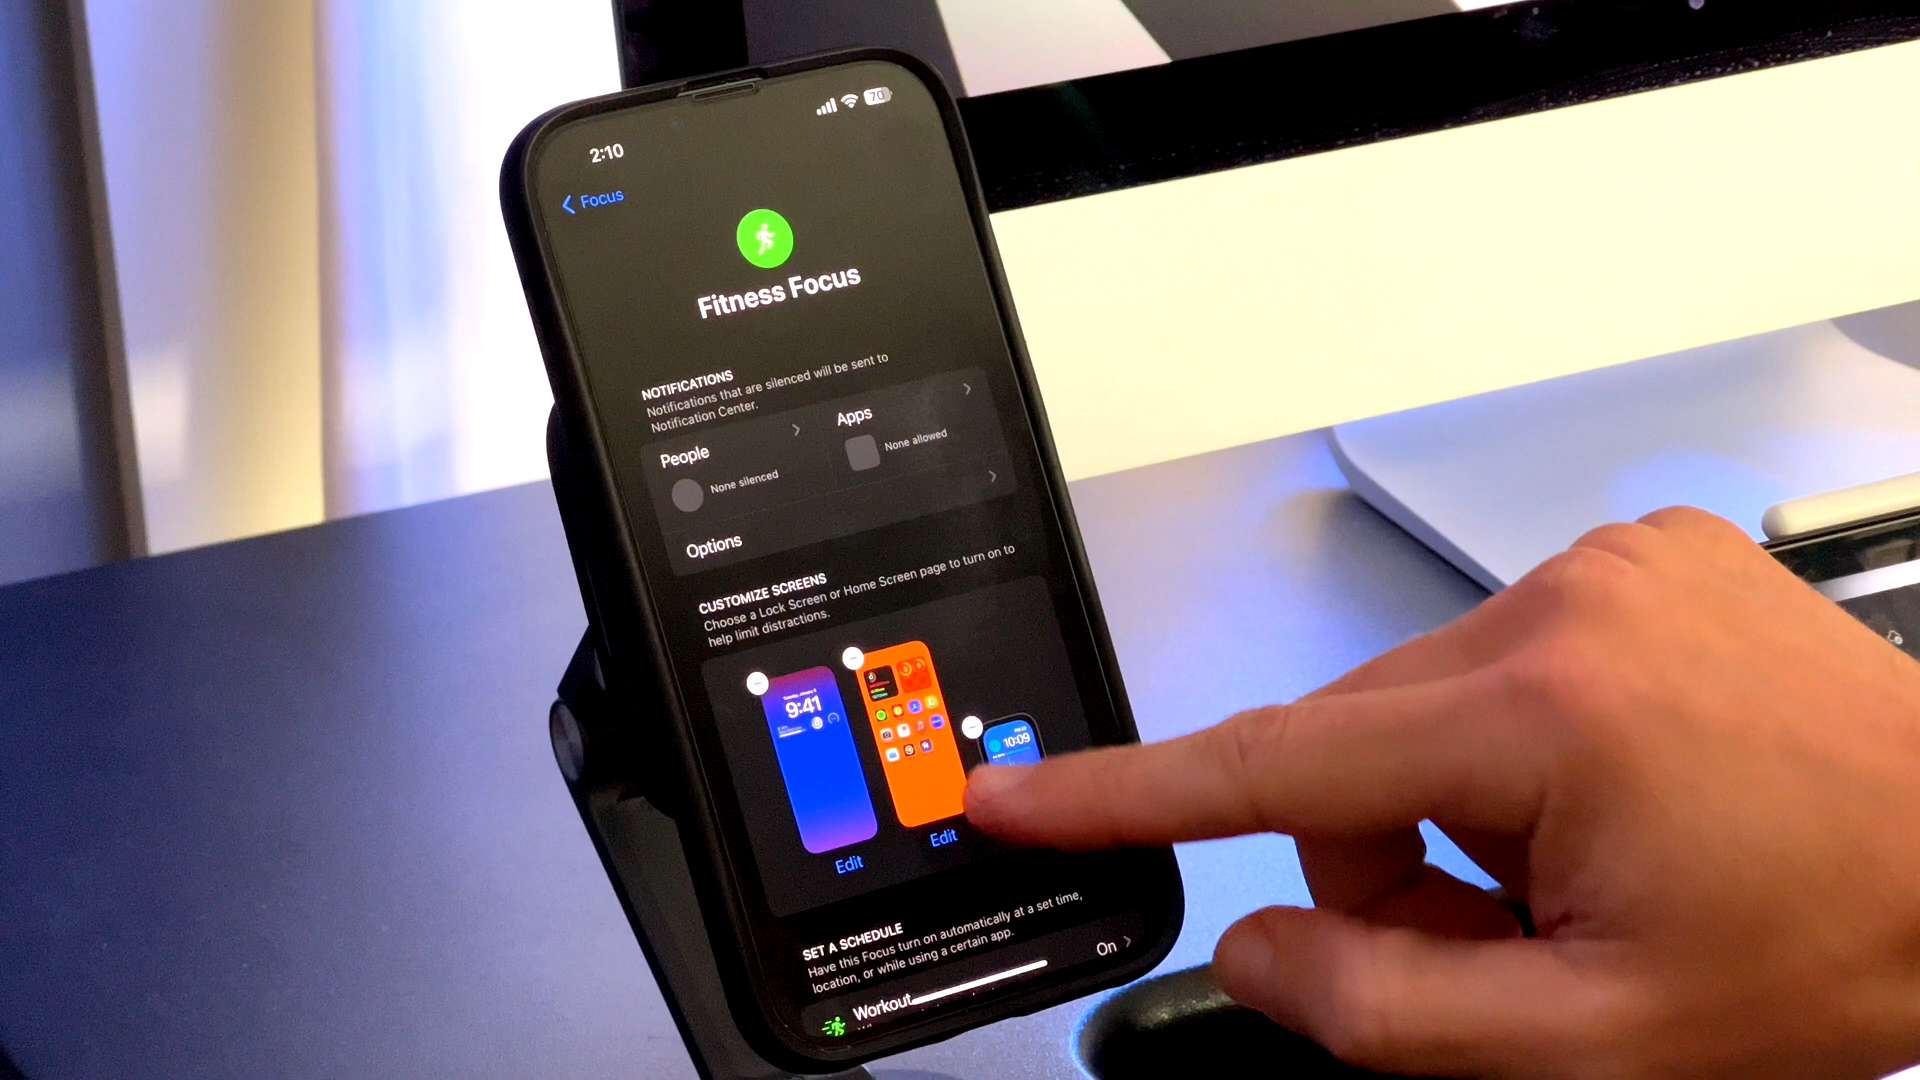 2:10
70
Focus
Fitness Focus
NOTIFICATIONS
Notifications that are silenced will be sent to
Notification Center.
People
None silenced
Apps
None allowed
Options
CUSTOMIZE SCREENS
Choose a Lock Screen or Home Screen page to turn on to
help limit distractions.
9:41
10:09
Edit
Edit
SET A SCHEDULE
Have this Focus turn on automatically at a set time,
location, or while using a certain app.
Workout
On